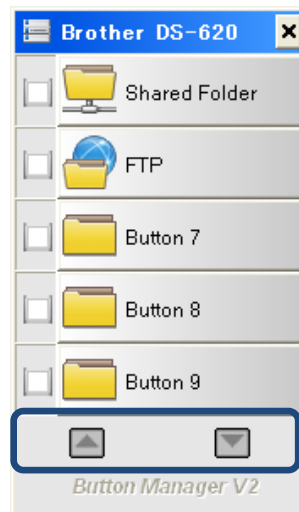 Brother DS-620
Shared Folder
FTP
Button 7
Button 8
Button 9
Button Manager V2